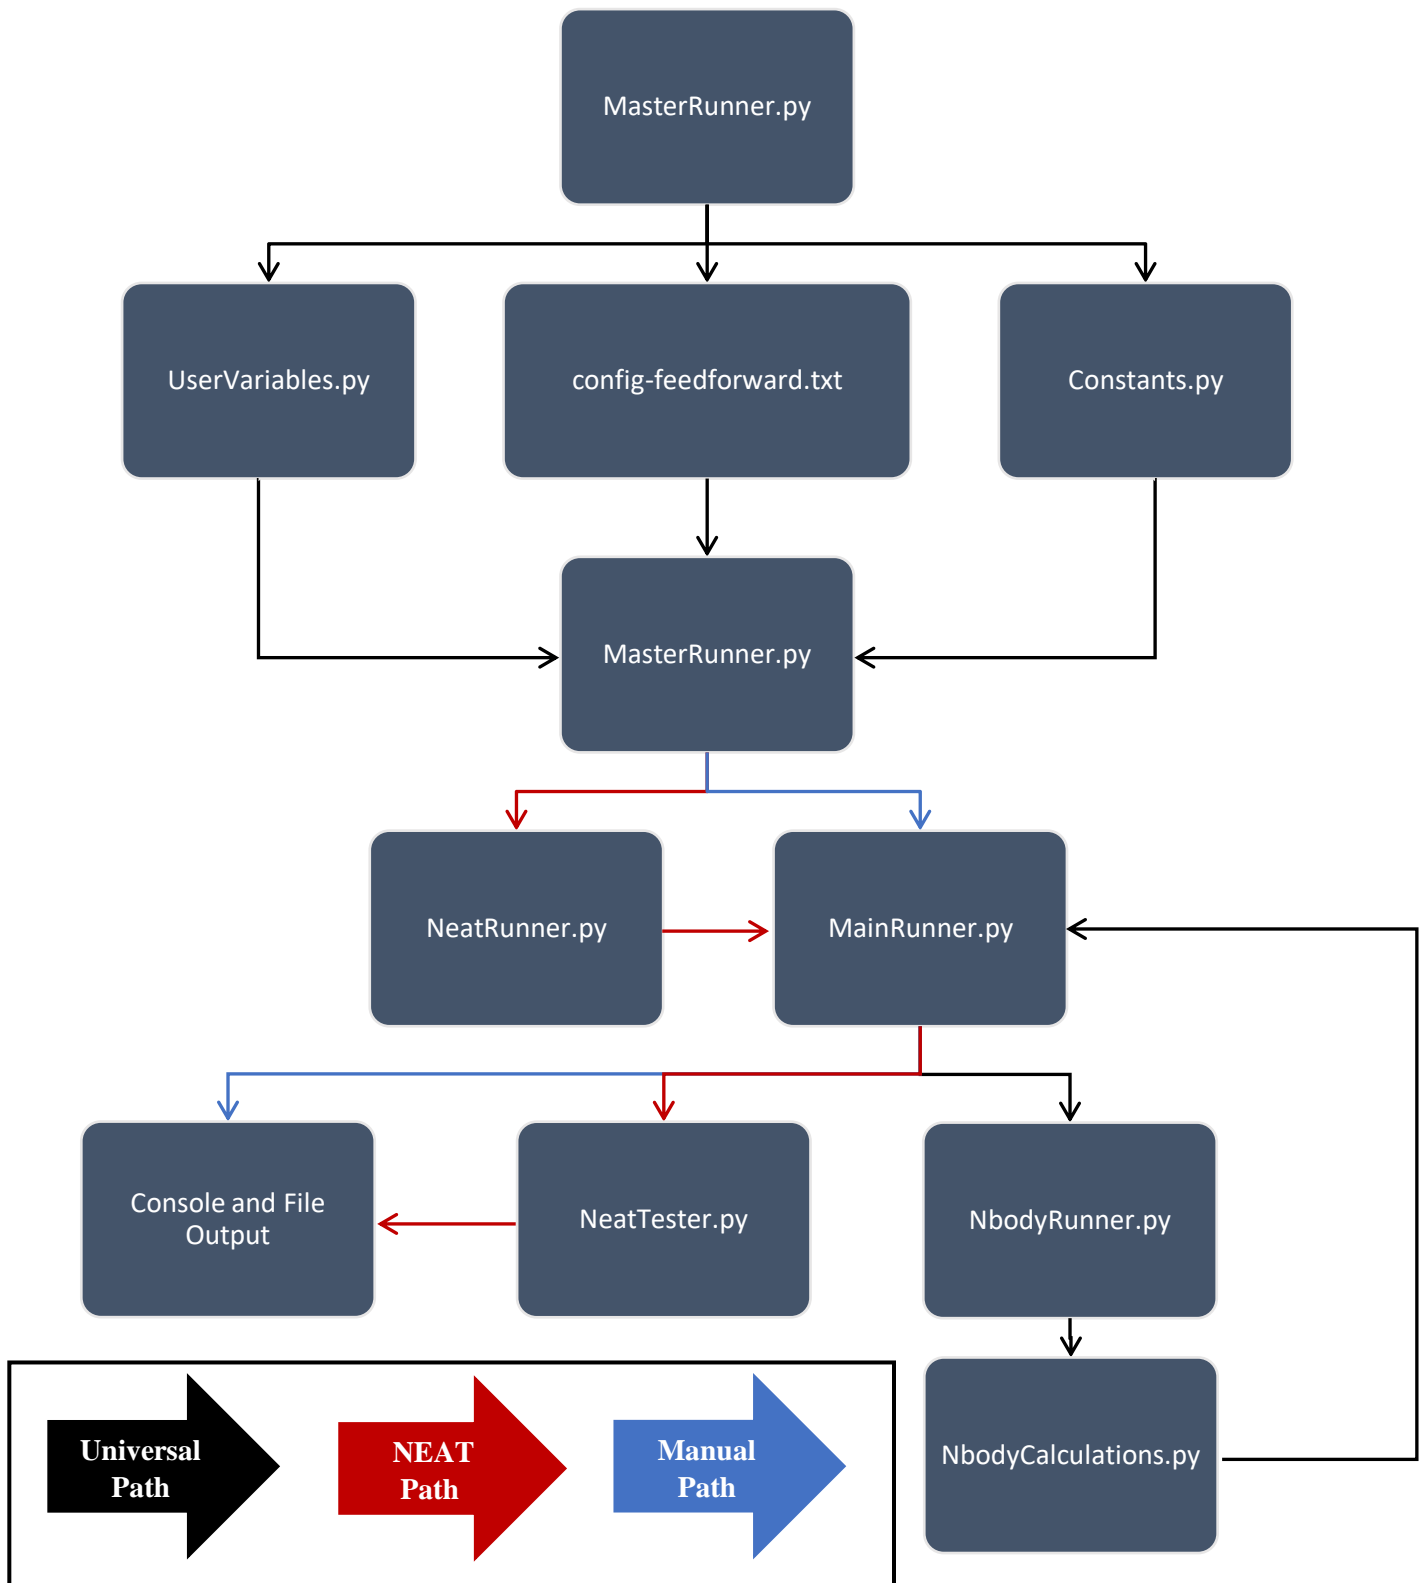 MasterRunner.py
UserVariables.py
config-feedforward.txt
Constants.py
MasterRunner.py
NeatRunner.py
MainRunner.py
Console and File
Output
NeatTester.py
NbodyRunner.py
NbodyCalculations.py
Universal
Path
NEAT
Path
Manual
Path